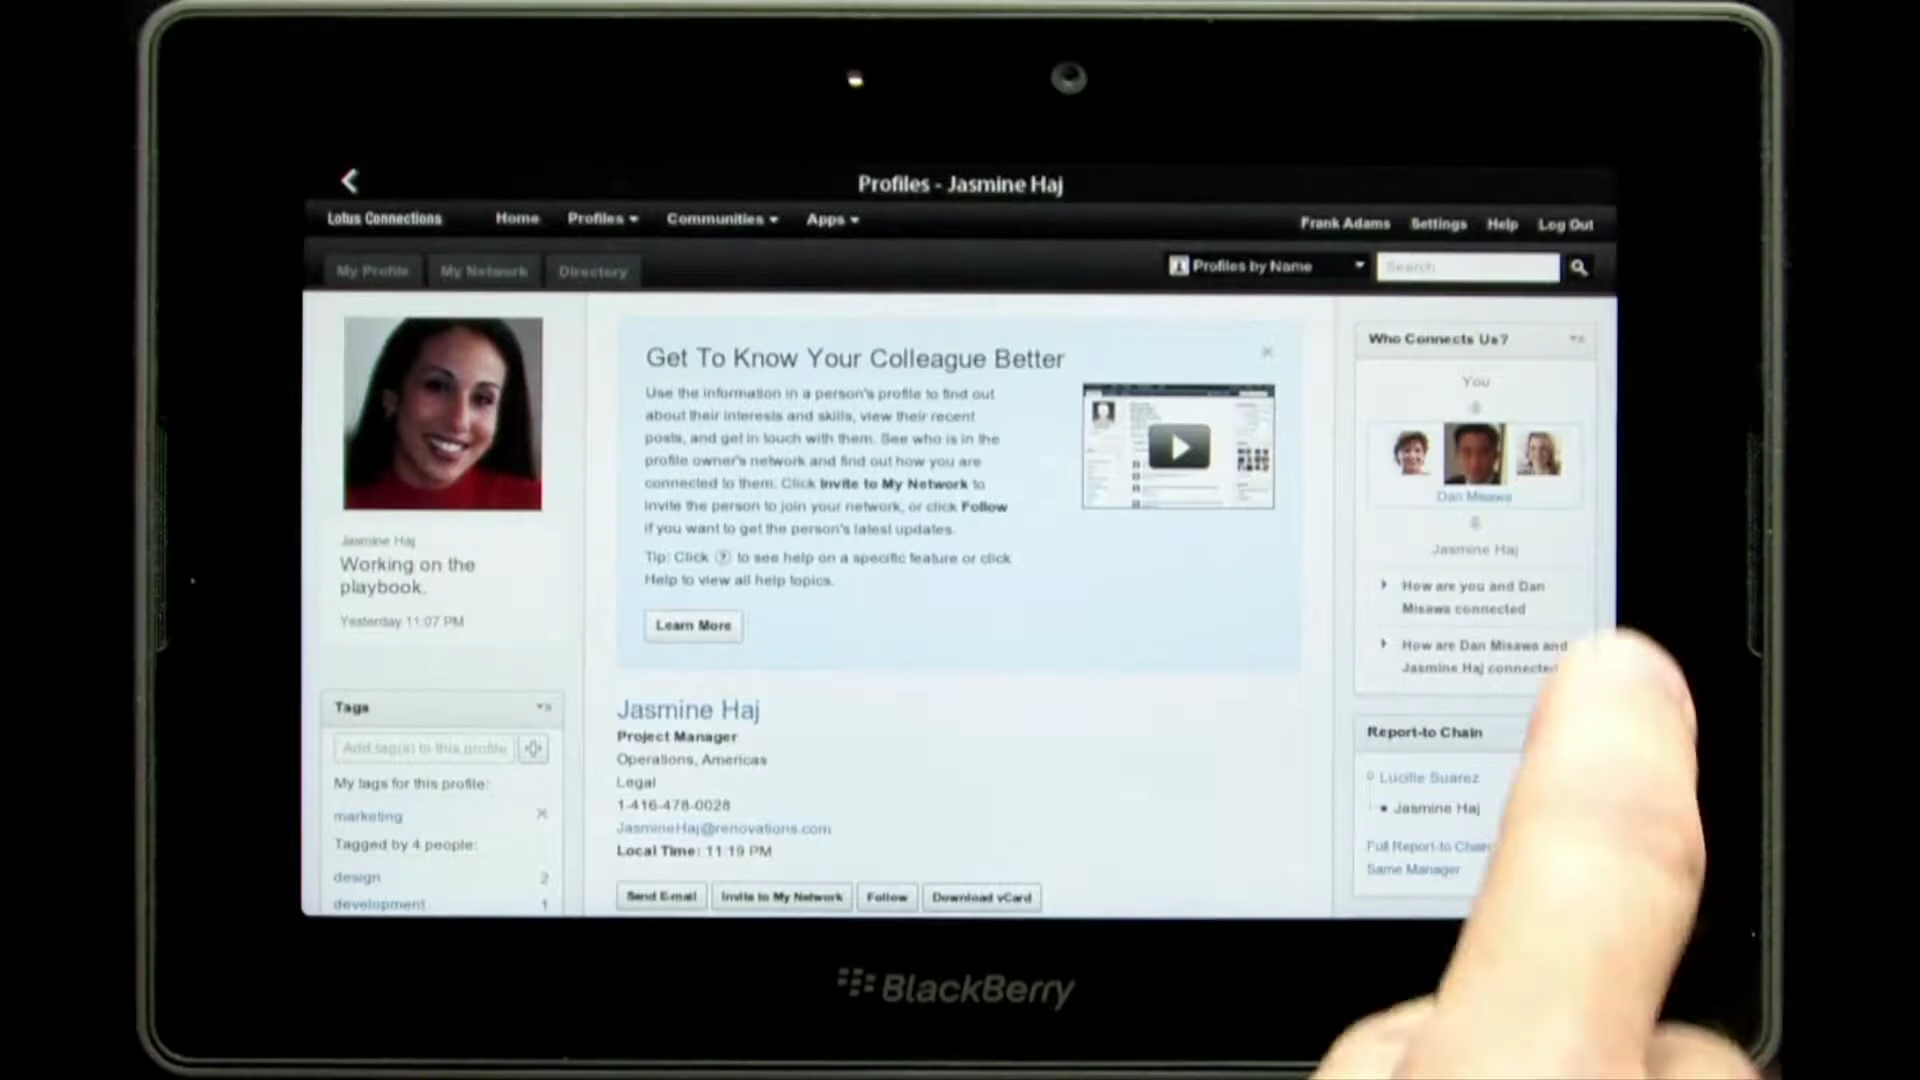 Profiles - Jasmine Haj
Lotus Connections Home Profiles Communities Apps Frank Adams Settings Help Log Out
My Profile My Network Directory Profiles by Name Search
Get To Know Your Colleague Better
Use the information in a person's profile to find out
about their interests and skills, view their recent
posts, and get in touch with them. See who is in the
profile owner's network and find out how you are
connected to them. Click Invite to My Network to
invite the person to join your network, or click Follow
if you want to get the person's latest updates.
Tip: Click ? to see help on a specific feature or click
Help to view all help topics.
Learn More
Jasmine Haj
Working on the
playbook.
Yesterday 11:07 PM
Tags
Add tag(s) to this profile
My tags for this profile:
marketing
Tagged by 4 people:
design 2
development 1
Jasmine Haj
Project Manager
Operations, Americas
Legal
1-416-478-0028
JasmineHaj@renovations.com
Local Time: 11:19 PM
Send E-mail Invite to My Network Follow Download vCard
Who Connects Us?
You
Dan Misawa
Jasmine Haj
How are you and Dan
Misawa connected
How are Dan Misawa and
Jasmine Haj connected
Report-to Chain
Lucille Suarez
Jasmine Haj
Full Report-to Chain
Same Manager
BlackBerry